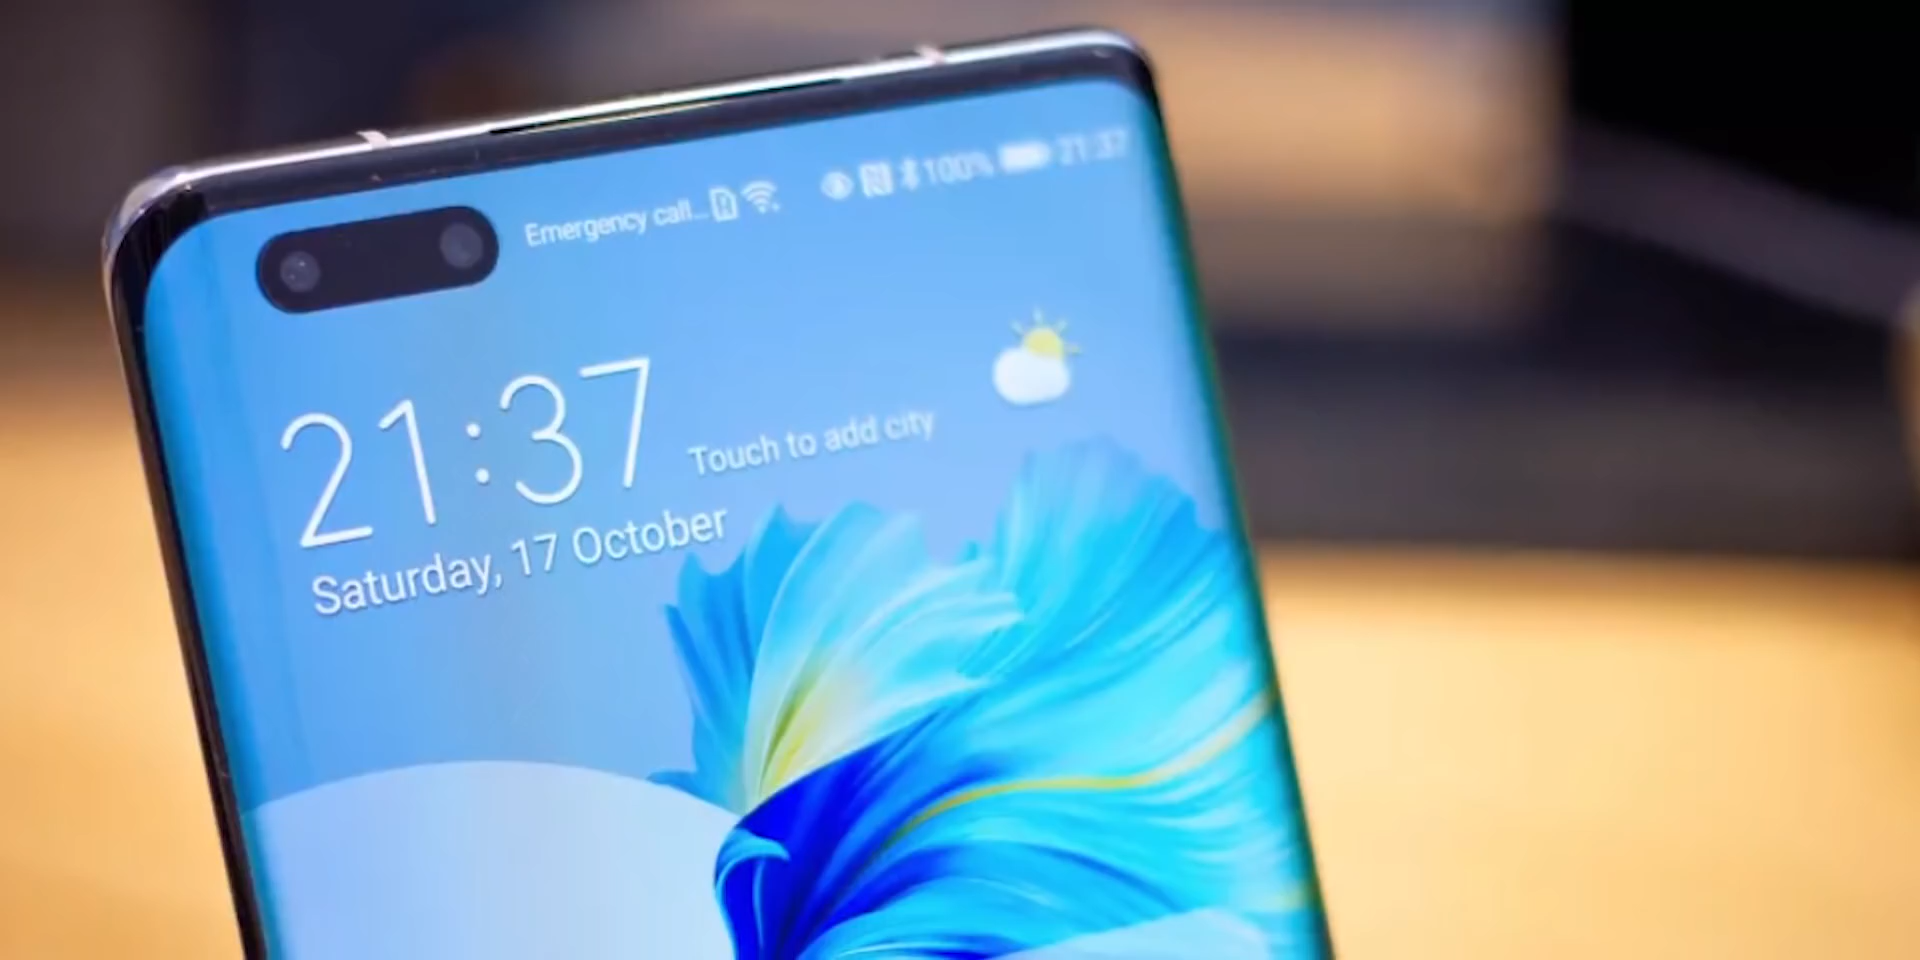 Emergency call... 100% 21:37
21:37 Touch to add city
Saturday, 17 October